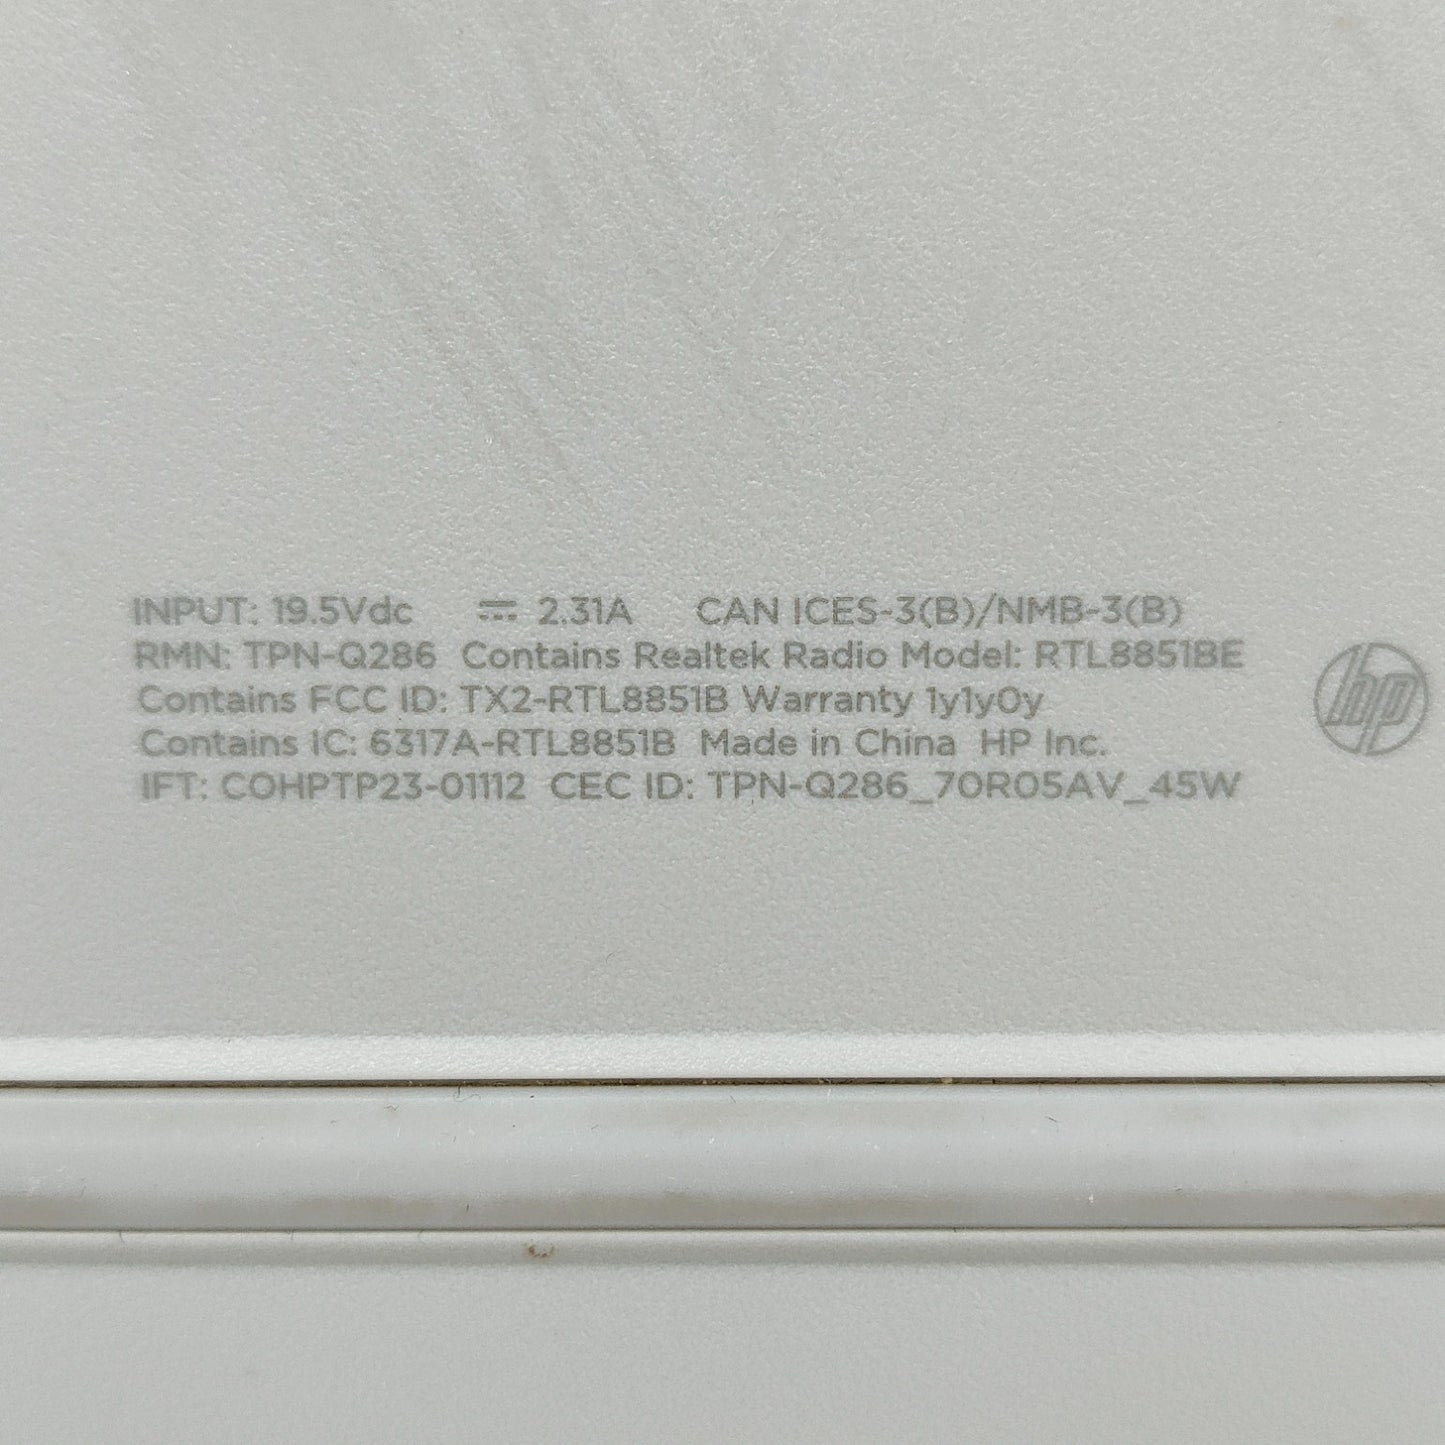 INPUT: 19.5Vdc ⎓ 2.31A CAN ICES-3(B)/NMB-3(B)
RMN: TPN-Q286 Contains Realtek Radio Model: RTL8851BE
Contains FCC ID: TX2-RTL8851B Warranty 1y1y0y
Contains IC: 6317A-RTL8851B Made in China HP Inc.
IFT: COHPTP23-01112 CEC ID: TPN-Q286_70R05AV_45W
hp